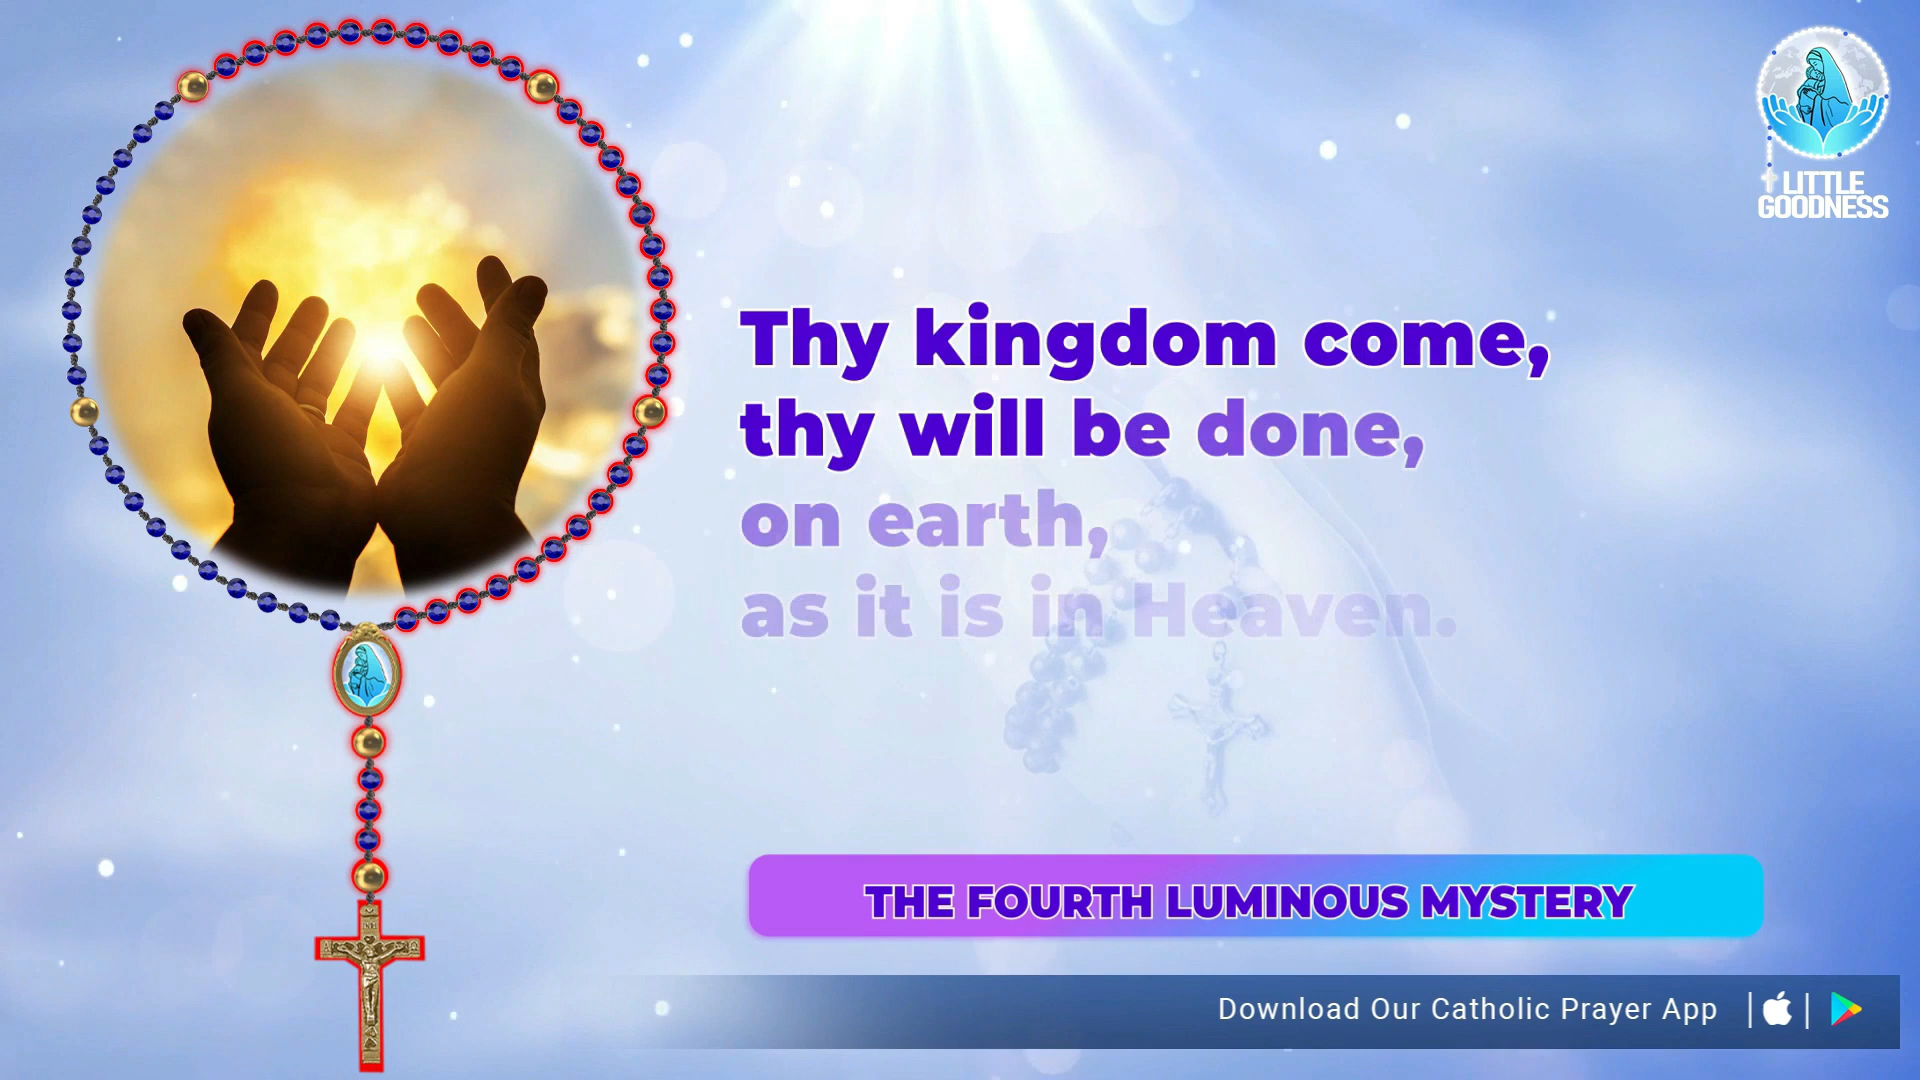 LITTLE
GOODNESS
Thy kingdom come,
thy will be done,
on earth,
as it is in Heaven.
THE FOURTH LUMINOUS MYSTERY
Download Our Catholic Prayer App